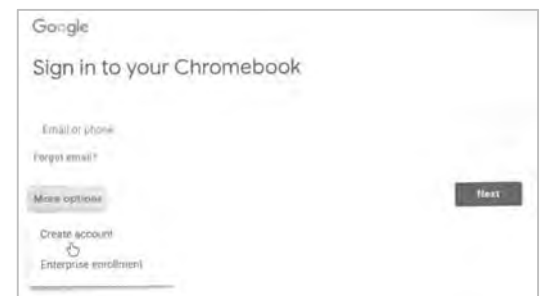 Google
Sign in to your Chromebook
Email or phone
Forgot email?
More options
Next
Create account
Enterprise enrollment